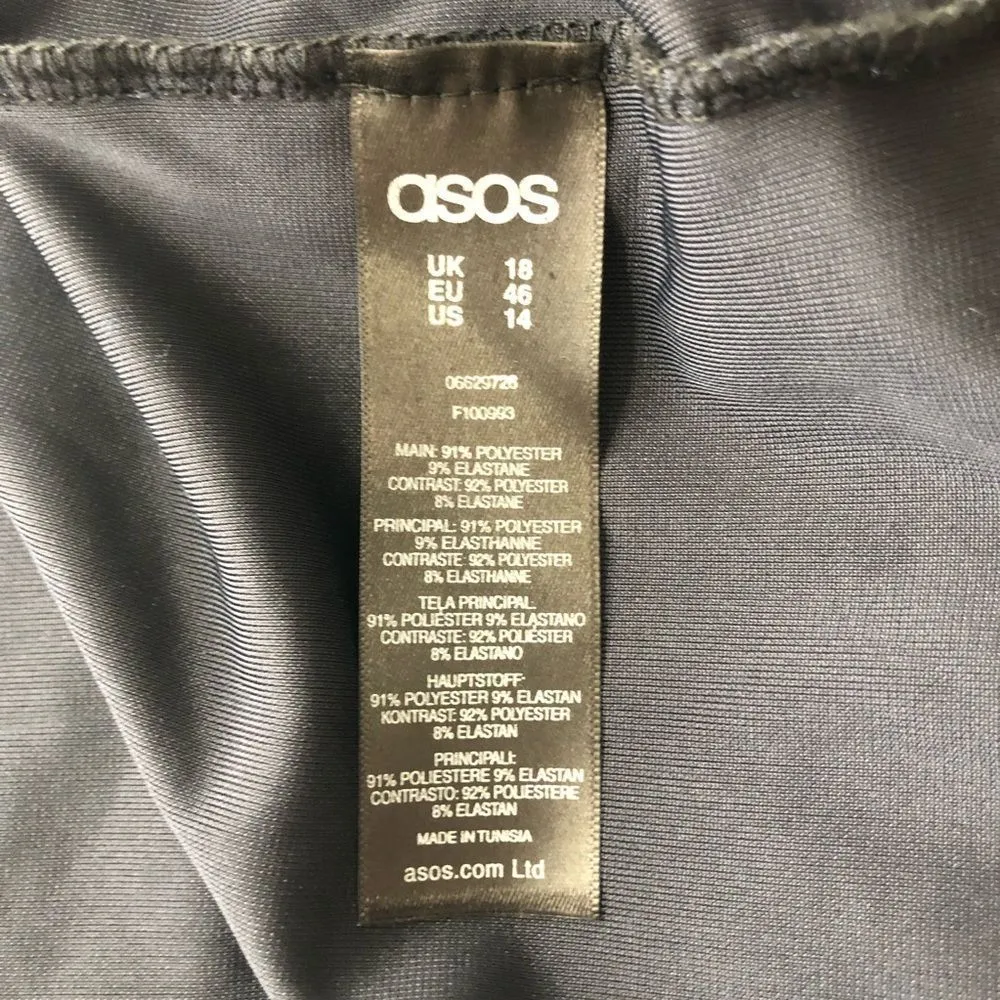 asos
UK 18
EU 46
US 14
06629726
F100993
MAIN: 91% POLYESTER
9% ELASTANE
CONTRAST: 92% POLYESTER
8% ELASTANE
PRINCIPAL: 91% POLYESTER
9% ELASTHANNE
CONTRASTE: 92% POLYESTER
8% ELASTHANNE
TELA PRINCIPAL:
91% POLIÉSTER 9% ELASTANO
CONTRASTE: 92% POLIÉSTER
8% ELASTANO
HAUPTSTOFF:
91% POLYESTER 9% ELASTAN
KONTRAST: 92% POLYESTER
8% ELASTAN
PRINCIPALI:
91% POLIESTERE 9% ELASTAN
CONTRASTO: 92% POLIESTERE
8% ELASTAN
MADE IN TUNISIA
asos.com Ltd